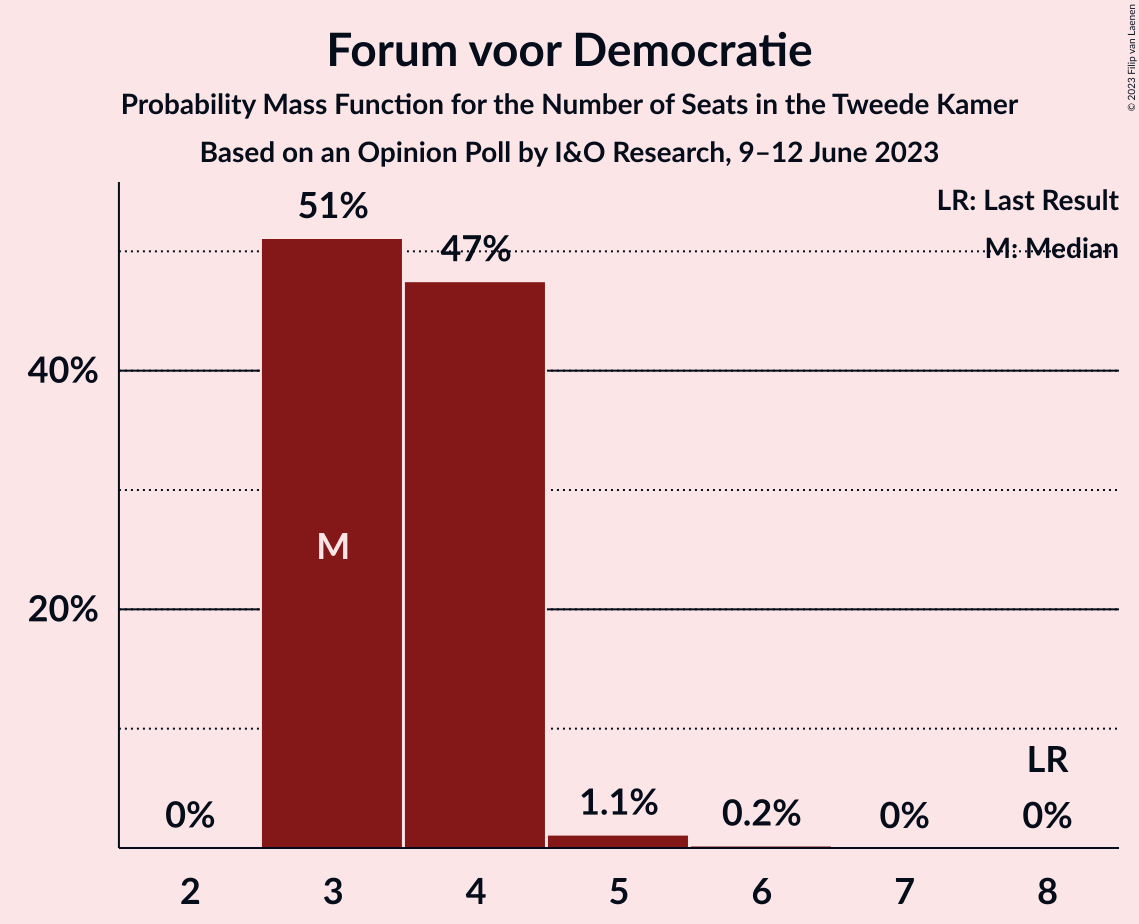 Forum voor Democratie
Probability Mass Function for the Number of Seats in the Tweede Kamer
Based on an Opinion Poll by I&O Research, 9–12 June 2023
© 2023 Filip van Laenen
LR: Last Result
M: Median
51%
47%
40%
M
20%
LR
0%
1.1%
0.2%
0%
0%
2
3
4
5
6
7
8